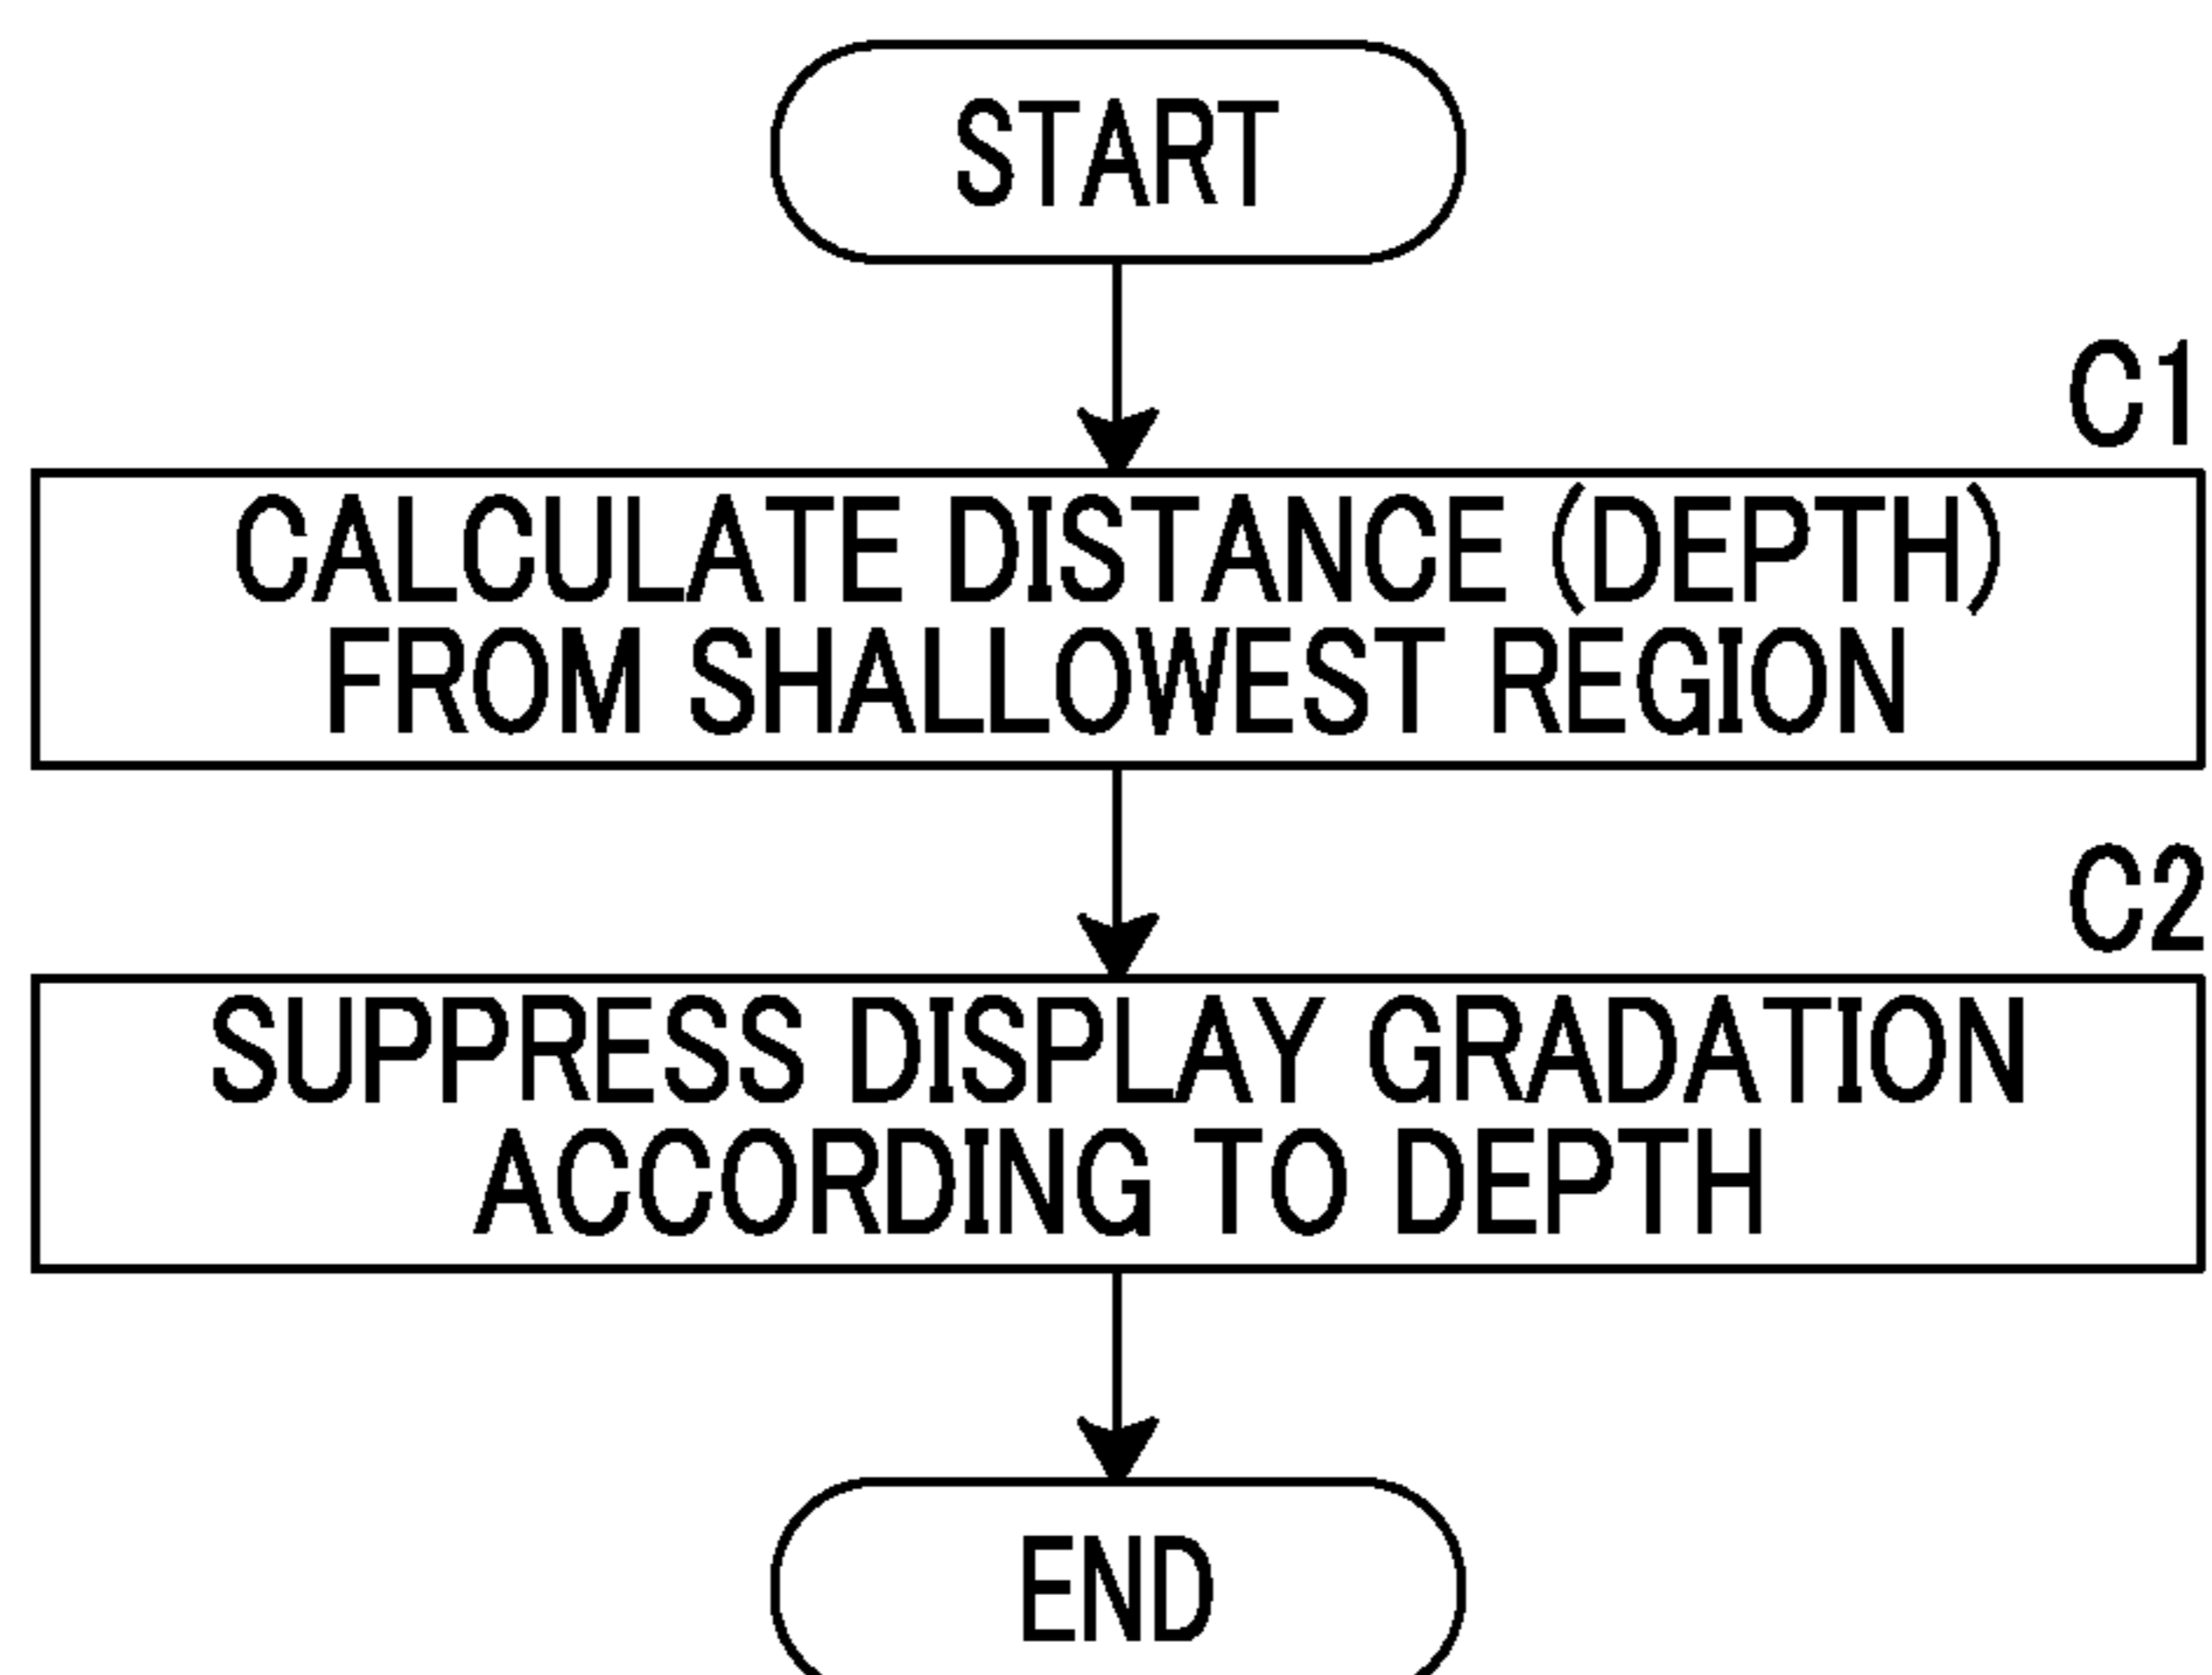 START
C1
CALCULATE DISTANCE (DEPTH)
FROM SHALLOWEST REGION
C2
SUPPRESS DISPLAY GRADATION
ACCORDING TO DEPTH
END